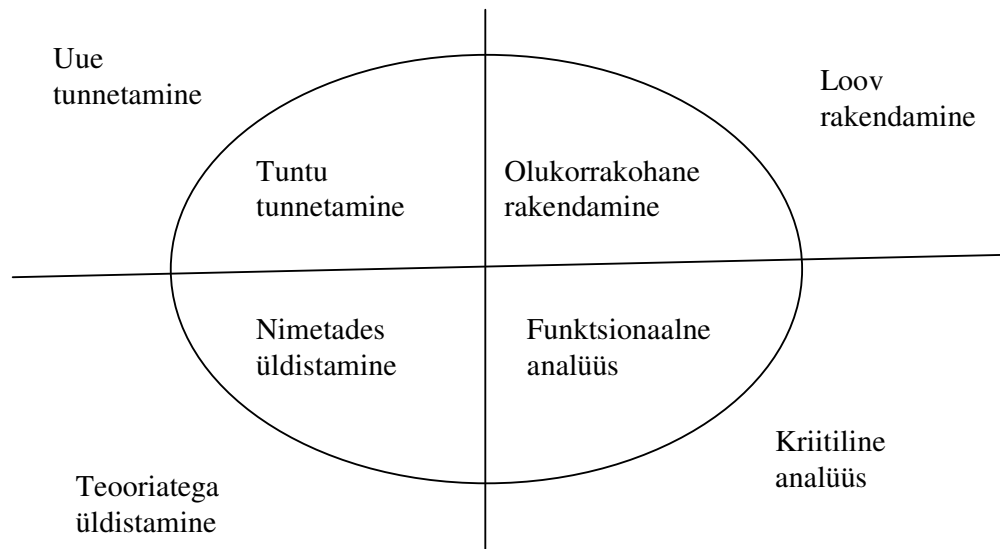 Uue
tunnetamine
Loov
rakendamine
Tuntu
tunnetamine
Olukorrakohane
rakendamine
Nimetades
üldistamine
Funktsionaalne
analüüs
Kriitiline
analüüs
Teooriatega
üldistamine